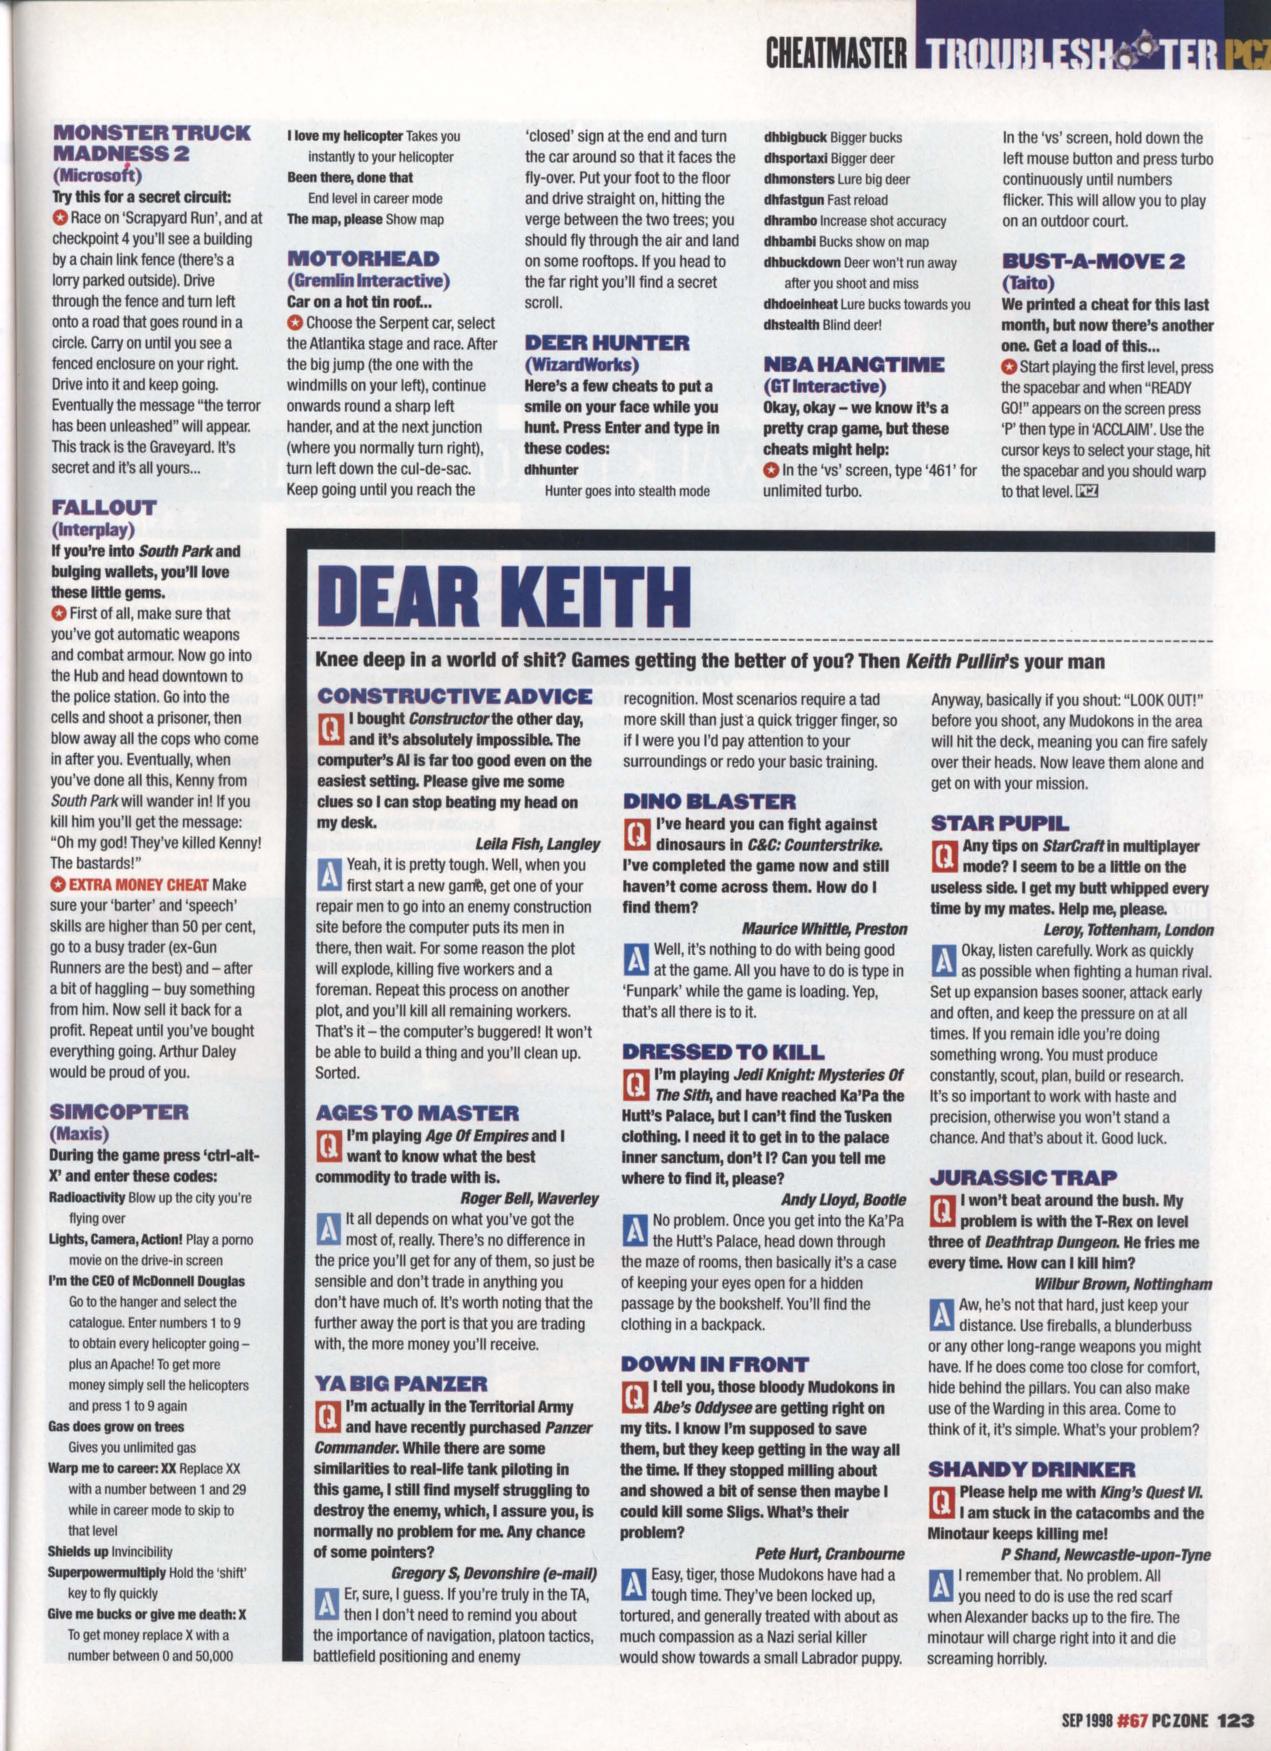 CHEATMASTER TROUBLESHOOTER PCZ
MONSTER TRUCK
MADNESS 2
(Microsoft)
Try this for a secret circuit:
Race on 'Scrapyard Run', and at
checkpoint 4 you'll see a building
by a chain link fence (there's a
lorry parked outside). Drive
through the fence and turn left
onto a road that goes round in a
circle. Carry on until you see a
fenced enclosure on your right.
Drive into it and keep going.
Eventually the message "the terror
has been unleashed" will appear.
This track is the Graveyard. It's
secret and it's all yours...
FALLOUT
(Interplay)
If you're into South Park and
bulging wallets, you'll love
these little gems.
First of all, make sure that
you've got automatic weapons
and combat armour. Now go into
the Hub and head downtown to
the police station. Go into the
cells and shoot a prisoner, then
blow away all the cops who come
in after you. Eventually, when
you've done all this, Kenny from
South Park will wander in! If you
kill him you'll get the message:
"Oh my god! They've killed Kenny!
The bastards!"
EXTRA MONEY CHEAT Make
sure your 'barter' and 'speech'
skills are higher than 50 per cent,
go to a busy trader (ex-Gun
Runners are the best) and – after
a bit of haggling – buy something
from him. Now sell it back for a
profit. Repeat until you've bought
everything going. Arthur Daley
would be proud of you.
SIMCOPTER
(Maxis)
During the game press 'ctrl-alt-
X' and enter these codes:
Radioactivity Blow up the city you're
flying over
Lights, Camera, Action! Play a porno
movie on the drive-in screen
I'm the CEO of McDonnell Douglas
Go to the hanger and select the
catalogue. Enter numbers 1 to 9
to obtain every helicopter going –
plus an Apache! To get more
money simply sell the helicopters
and press 1 to 9 again
Gas does grow on trees
Gives you unlimited gas
Warp me to career: XX Replace XX
with a number between 1 and 29
while in career mode to skip to
that level
Shields up Invincibility
Superpowermultiply Hold the 'shift'
key to fly quickly
Give me bucks or give me death: X
To get money replace X with a
number between 0 and 50,000
I love my helicopter Takes you
instantly to your helicopter
Been there, done that
End level in career mode
The map, please Show map
MOTORHEAD
(Gremlin Interactive)
Car on a hot tin roof...
Choose the Serpent car, select
the Atlantika stage and race. After
the big jump (the one with the
windmills on your left), continue
onwards round a sharp left
hander, and at the next junction
(where you normally turn right),
turn left down the cul-de-sac.
Keep going until you reach the
'closed' sign at the end and turn
the car around so that it faces the
fly-over. Put your foot to the floor
and drive straight on, hitting the
verge between the two trees; you
should fly through the air and land
on some rooftops. If you head to
the far right you'll find a secret
scroll.
DEER HUNTER
(WizardWorks)
Here's a few cheats to put a
smile on your face while you
hunt. Press Enter and type in
these codes:
dhhunter
Hunter goes into stealth mode
dhbigbuck Bigger bucks
dhsportaxi Bigger deer
dhmonsters Lure big deer
dhfastgun Fast reload
dhrambo Increase shot accuracy
dhbambi Bucks show on map
dhbuckdown Deer won't run away
after you shoot and miss
dhdoeinheat Lure bucks towards you
dhstealth Blind deer!
NBA HANGTIME
(GT Interactive)
Okay, okay – we know it's a
pretty crap game, but these
cheats might help:
In the 'vs' screen, type '461' for
unlimited turbo.
In the 'vs' screen, hold down the
left mouse button and press turbo
continuously until numbers
flicker. This will allow you to play
on an outdoor court.
BUST-A-MOVE 2
(Taito)
We printed a cheat for this last
month, but now there's another
one. Get a load of this...
Start playing the first level, press
the spacebar and when "READY
GO!" appears on the screen press
'P' then type in 'ACCLAIM'. Use the
cursor keys to select your stage, hit
the spacebar and you should warp
to that level. PCZ
DEAR KEITH
Knee deep in a world of shit? Games getting the better of you? Then Keith Pullin's your man
CONSTRUCTIVE ADVICE
Q I bought Constructor the other day,
and it's absolutely impossible. The
computer's AI is far too good even on the
easiest setting. Please give me some
clues so I can stop beating my head on
my desk.
Leila Fish, Langley
A Yeah, it is pretty tough. Well, when you
first start a new game, get one of your
repair men to go into an enemy construction
site before the computer puts its men in
there, then wait. For some reason the plot
will explode, killing five workers and a
foreman. Repeat this process on another
plot, and you'll kill all remaining workers.
That's it – the computer's buggered! It won't
be able to build a thing and you'll clean up.
Sorted.
AGES TO MASTER
Q I'm playing Age Of Empires and I
want to know what the best
commodity to trade with is.
Roger Bell, Waverley
A It all depends on what you've got the
most of, really. There's no difference in
the price you'll get for any of them, so just be
sensible and don't trade in anything you
don't have much of. It's worth noting that the
further away the port is that you are trading
with, the more money you'll receive.
YA BIG PANZER
Q I'm actually in the Territorial Army
and have recently purchased Panzer
Commander. While there are some
similarities to real-life tank piloting in
this game, I still find myself struggling to
destroy the enemy, which, I assure you, is
normally no problem for me. Any chance
of some pointers?
Gregory S, Devonshire (e-mail)
A Er, sure, I guess. If you're truly in the TA,
then I don't need to remind you about
the importance of navigation, platoon tactics,
battlefield positioning and enemy
recognition. Most scenarios require a tad
more skill than just a quick trigger finger, so
if I were you I'd pay attention to your
surroundings or redo your basic training.
DINO BLASTER
Q I've heard you can fight against
dinosaurs in C&C: Counterstrike.
I've completed the game now and still
haven't come across them. How do I
find them?
Maurice Whittle, Preston
A Well, it's nothing to do with being good
at the game. All you have to do is type in
'Funpark' while the game is loading. Yep,
that's all there is to it.
DRESSED TO KILL
Q I'm playing Jedi Knight: Mysteries Of
The Sith, and have reached Ka'Pa the
Hutt's Palace, but I can't find the Tusken
clothing. I need it to get in to the palace
inner sanctum, don't I? Can you tell me
where to find it, please?
Andy Lloyd, Bootle
A No problem. Once you get into the Ka'Pa
the Hutt's Palace, head down through
the maze of rooms, then basically it's a case
of keeping your eyes open for a hidden
passage by the bookshelf. You'll find the
clothing in a backpack.
DOWN IN FRONT
Q I tell you, those bloody Mudokons in
Abe's Oddysee are getting right on
my tits. I know I'm supposed to save
them, but they keep getting in the way all
the time. If they stopped milling about
and showed a bit of sense then maybe I
could kill some Sligs. What's their
problem?
Pete Hurt, Cranbourne
A Easy, tiger, those Mudokons have had a
tough time. They've been locked up,
tortured, and generally treated with about as
much compassion as a Nazi serial killer
would show towards a small Labrador puppy.
Anyway, basically if you shout: "LOOK OUT!"
before you shoot, any Mudokons in the area
will hit the deck, meaning you can fire safely
over their heads. Now leave them alone and
get on with your mission.
STAR PUPIL
Q Any tips on StarCraft in multiplayer
mode? I seem to be a little on the
useless side. I get my butt whipped every
time by my mates. Help me, please.
Leroy, Tottenham, London
A Okay, listen carefully. Work as quickly
as possible when fighting a human rival.
Set up expansion bases sooner, attack early
and often, and keep the pressure on at all
times. If you remain idle you're doing
something wrong. You must produce
constantly, scout, plan, build or research.
It's so important to work with haste and
precision, otherwise you won't stand a
chance. And that's about it. Good luck.
JURASSIC TRAP
Q I won't beat around the bush. My
problem is with the T-Rex on level
three of Deathtrap Dungeon. He fries me
every time. How can I kill him?
Wilbur Brown, Nottingham
A Aw, he's not that hard, just keep your
distance. Use fireballs, a blunderbuss
or any other long-range weapons you might
have. If he does come too close for comfort,
hide behind the pillars. You can also make
use of the Warding in this area. Come to
think of it, it's simple. What's your problem?
SHANDY DRINKER
Q Please help me with King's Quest VI.
I am stuck in the catacombs and the
Minotaur keeps killing me!
P Shand, Newcastle-upon-Tyne
A I remember that. No problem. All
you need to do is use the red scarf
when Alexander backs up to the fire. The
minotaur will charge right into it and die
screaming horribly.
SEP 1998 #67 PC ZONE 123